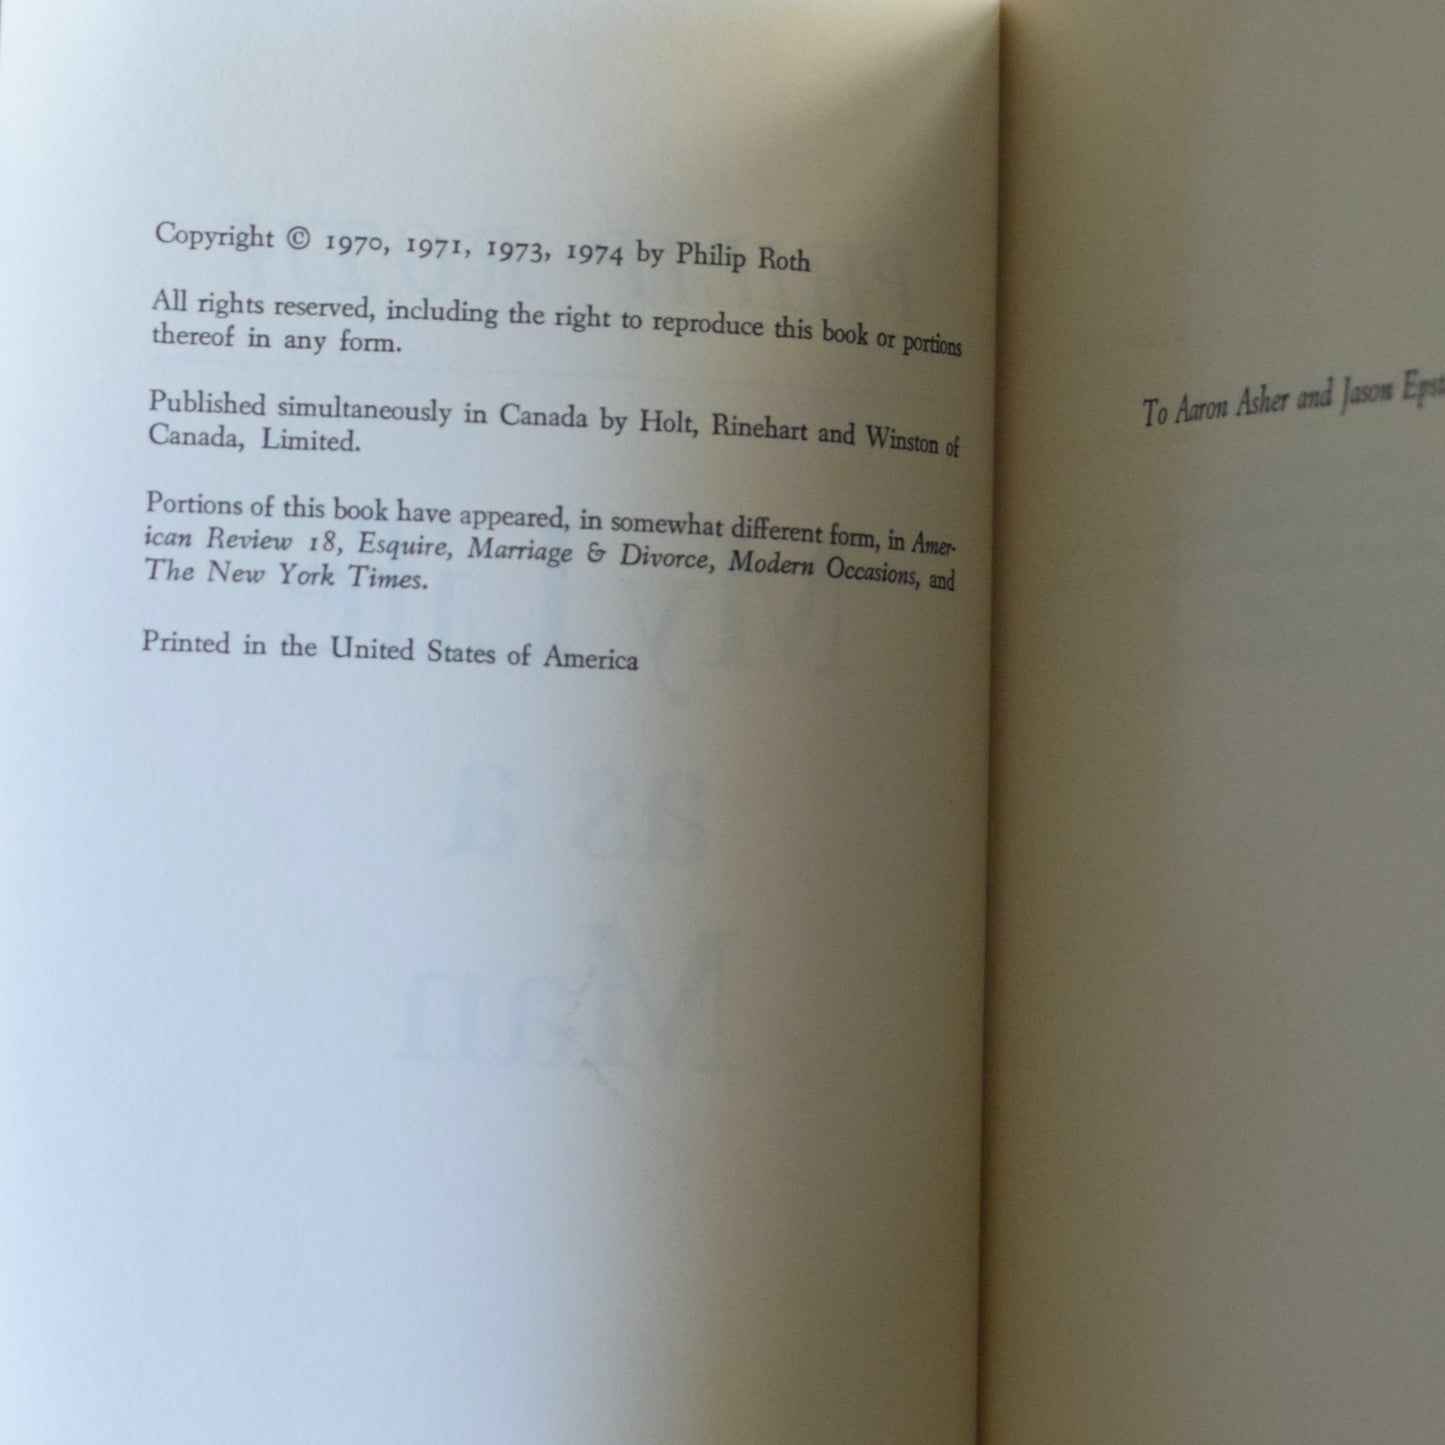 Copyright © 1970, 1971, 1973, 1974 by Philip Roth
All rights reserved, including the right to reproduce this book or portions
thereof in any form.
Published simultaneously in Canada by Holt, Rinehart and Winston of
Canada, Limited.
Portions of this book have appeared, in somewhat different form, in Amer-
ican Review 18, Esquire, Marriage & Divorce, Modern Occasions, and
The New York Times.
Printed in the United States of America
To Aaron Asher and Jason